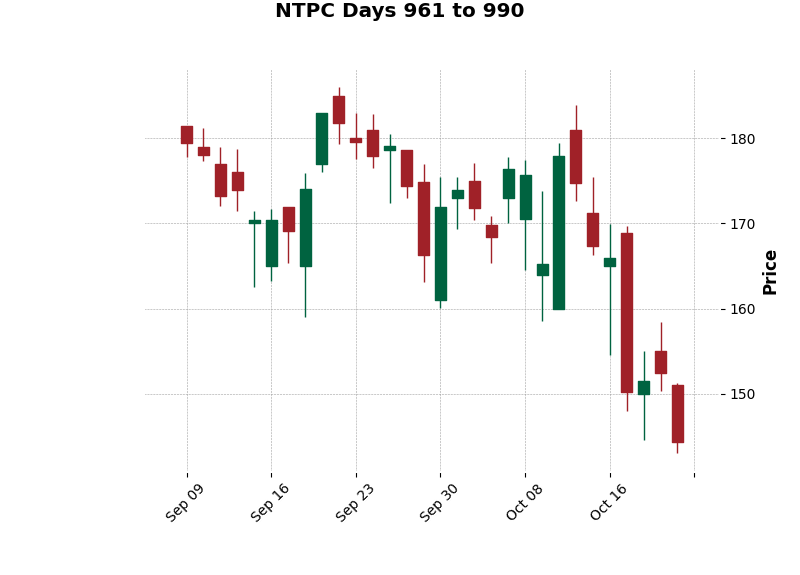 NTPC Days 961 to 990
180
170
160
150
Price
Sep 09
Sep 16
Sep 23
Sep 30
Oct 08
Oct 16